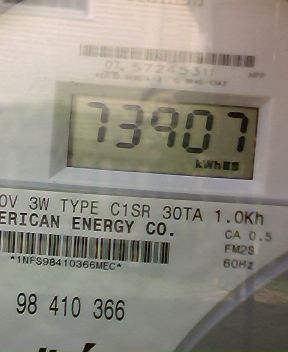 73907
kWh
0V 3W TYPE C1SR 30TA 1.0Kh
ERICAN ENERGY CO.
CA 0.5
FM2S
*1NFS98410366MEC*
60Hz
98 410 366